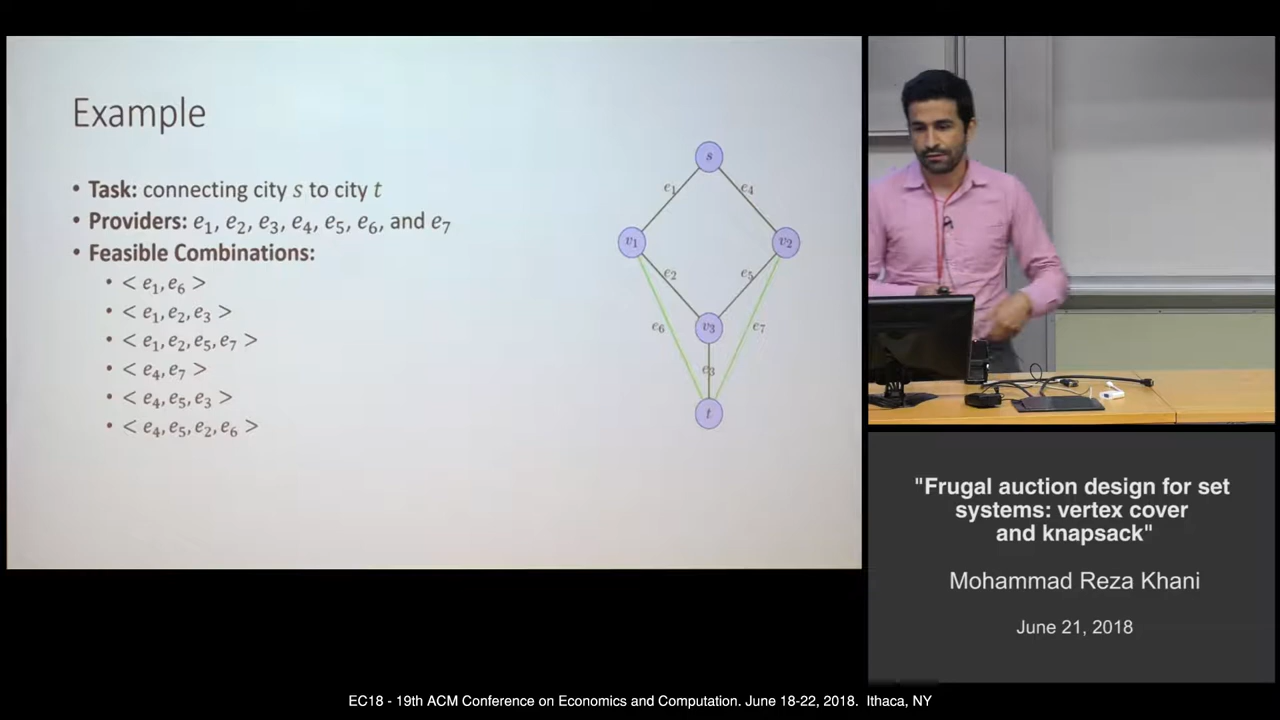 Example
• Task: connecting city s to city t
• Providers: e₁, e₂, e₃, e₄, e₅, e₆, and e₇
• Feasible Combinations:
• < e₁, e₆ >
• < e₁, e₂, e₃ >
• < e₁, e₂, e₅, e₇ >
• < e₄, e₇ >
• < e₄, e₅, e₃ >
• < e₄, e₅, e₂, e₆ >
s
e₁
e₄
v₁
v₂
e₂
e₅
e₆
v₃
e₇
e₃
t
"Frugal auction design for set
systems: vertex cover
and knapsack"
Mohammad Reza Khani
June 21, 2018
EC18 - 19th ACM Conference on Economics and Computation. June 18-22, 2018. Ithaca, NY